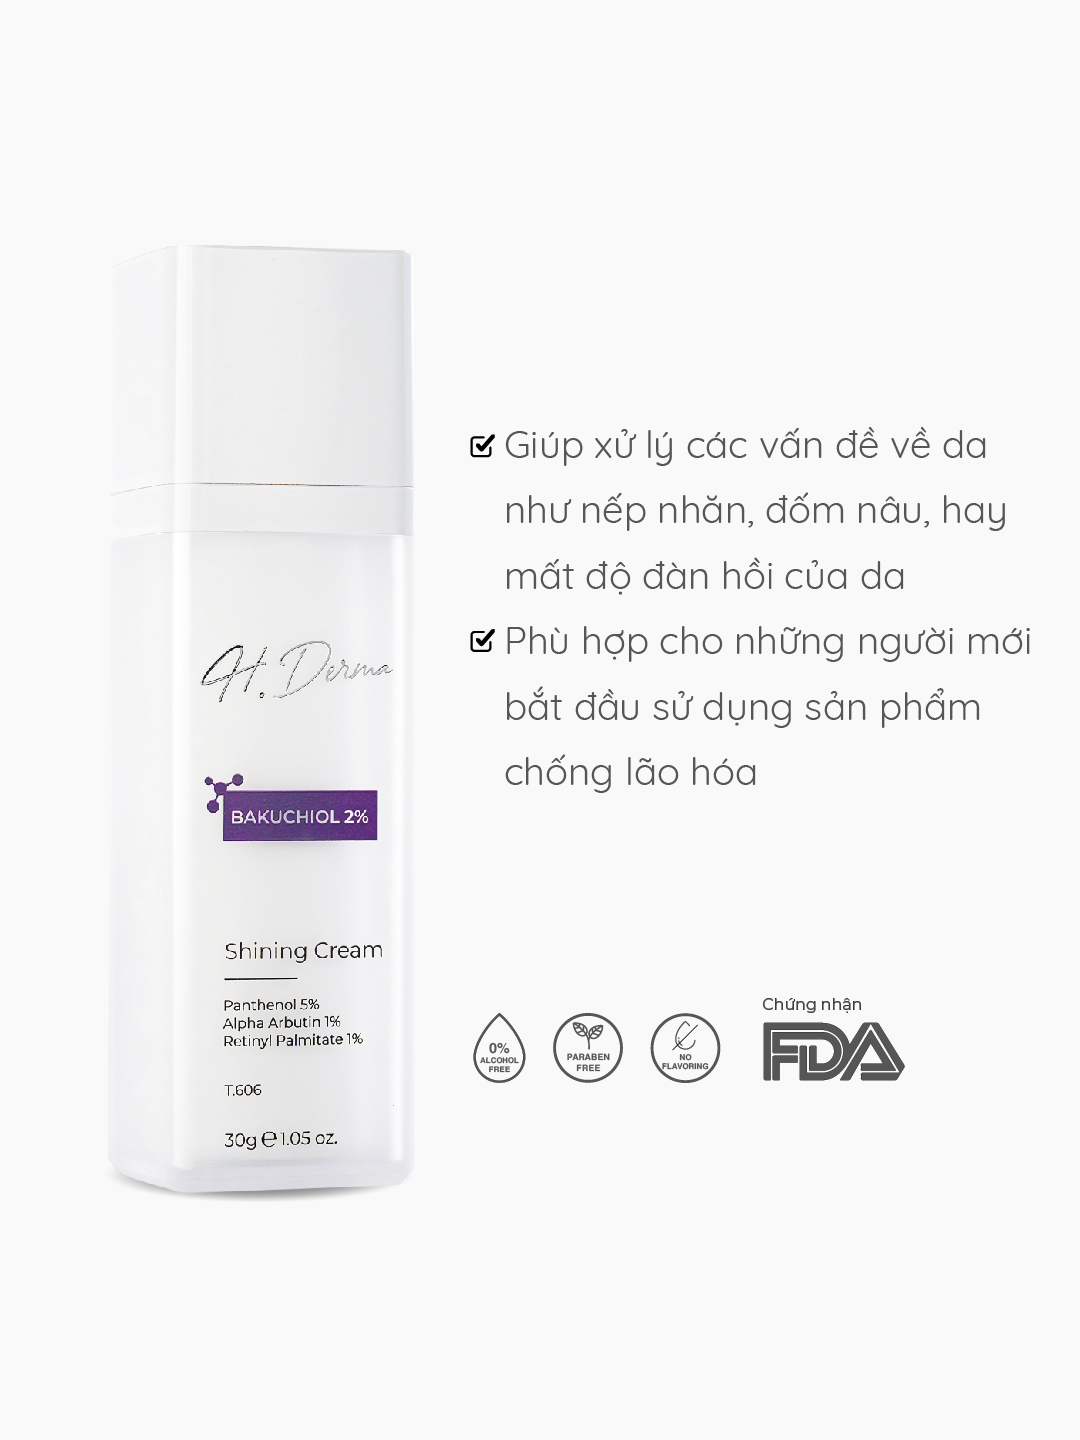 H. Derma
BAKUCHIOL 2%
Shining Cream
Panthenol 5%
Alpha Arbutin 1%
Retinyl Palmitate 1%
T.606
30g ℮ 1.05 oz.
Giúp xử lý các vấn đề về da
như nếp nhăn, đốm nâu, hay
mất độ đàn hồi của da
Phù hợp cho những người mới
bắt đầu sử dụng sản phẩm
chống lão hóa
0%
ALCOHOL
FREE
PARABEN
FREE
NO
FLAVORING
Chứng nhận
FDA